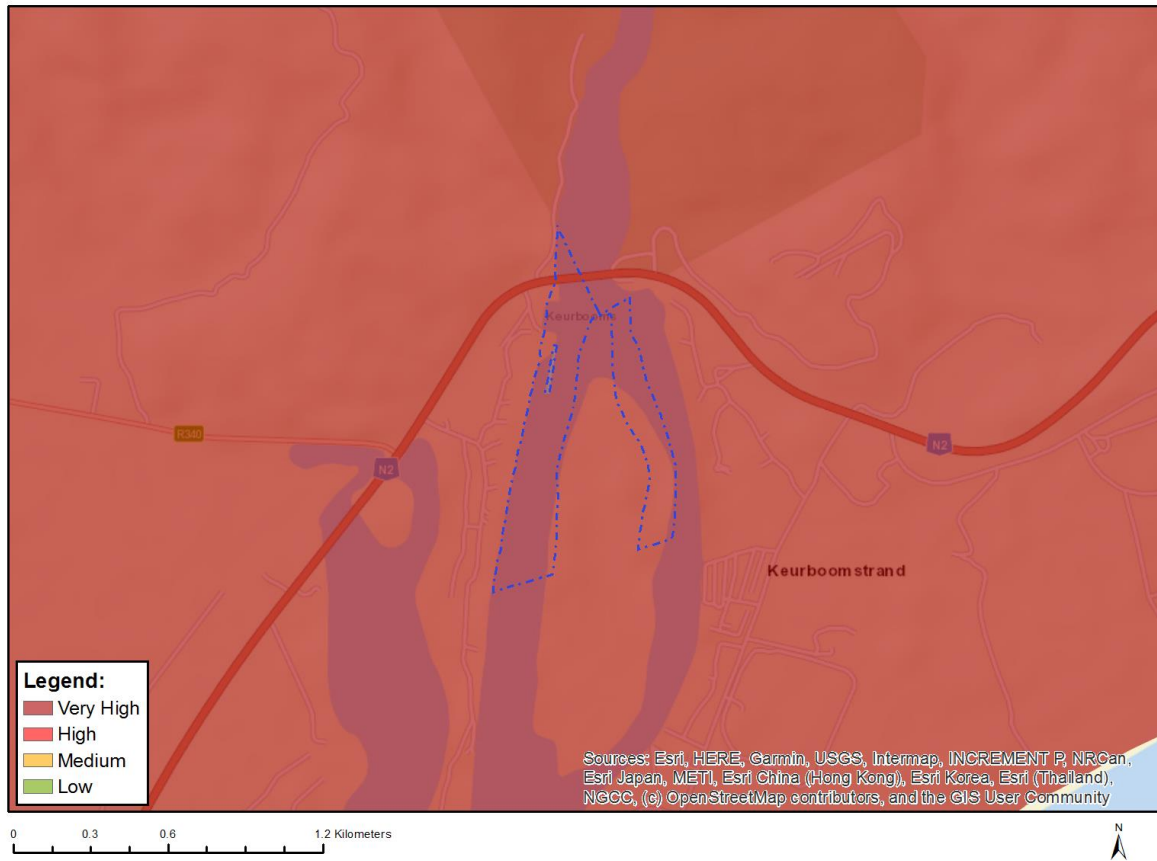 Keurbooms
R340
N2
N2
Keurboomstrand
Legend:
Very High
High
Medium
Low
Sources: Esri, HERE, Garmin, USGS, Intermap, INCREMENT P, NRCan,
Esri Japan, METI, Esri China (Hong Kong), Esri Korea, Esri (Thailand),
NGCC, (c) OpenStreetMap contributors, and the GIS User Community
0 0.3 0.6 1.2 Kilometers
N